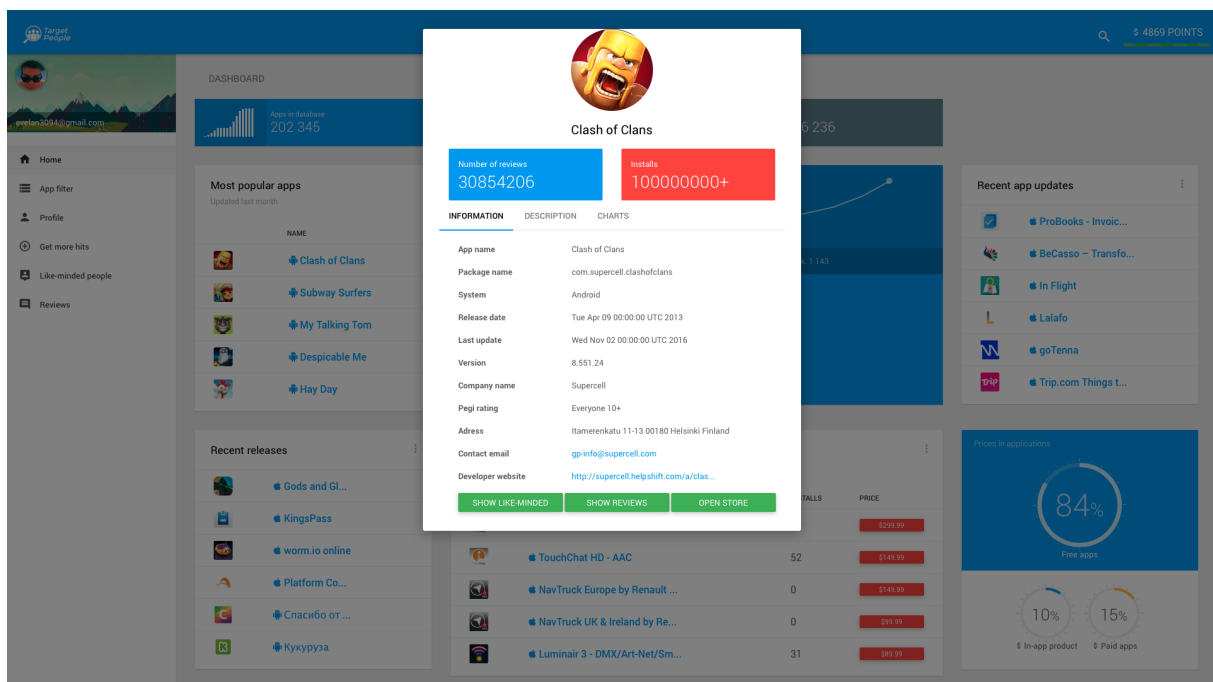 Target
People
$ 4869 POINTS
evelan3094@gmail.com
Home
App filter
Profile
Get more hits
Like-minded people
Reviews
DASHBOARD
Apps in database
202 345
6 236
Most popular apps
Updated last month
NAME
Clash of Clans
Subway Surfers
My Talking Tom
Despicable Me
Hay Day
Clash of Clans
Number of reviews
30854206
Installs
100000000+
INFORMATION DESCRIPTION CHARTS
App name Clash of Clans
Package name com.supercell.clashofclans
System Android
Release date Tue Apr 09 00:00:00 UTC 2013
Last update Wed Nov 02 00:00:00 UTC 2016
Version 8.551.24
Company name Supercell
Pegi rating Everyone 10+
Adress Itamerenkatu 11-13 00180 Helsinki Finland
Contact email gp-info@supercell.com
Developer website http://supercell.helpshift.com/a/clas...
SHOW LIKE-MINDED SHOW REVIEWS OPEN STORE
1 143
Recent app updates
ProBooks - Invoic...
BeCasso – Transfo...
In Flight
Lalafo
goTenna
Trip.com Things t...
Recent releases
Gods and Gl...
KingsPass
worm.io online
Platform Co...
Спасибо от ...
Кукуруза
TALLS PRICE
$299.99
TouchChat HD - AAC 52 $149.99
NavTruck Europe by Renault ... 0 $149.99
NavTruck UK & Ireland by Re... 0 $99.99
Luminair 3 - DMX/Art-Net/Sm... 31 $89.99
Prices in applications
84%
Free apps
10% 15%
$ In-app product $ Paid apps